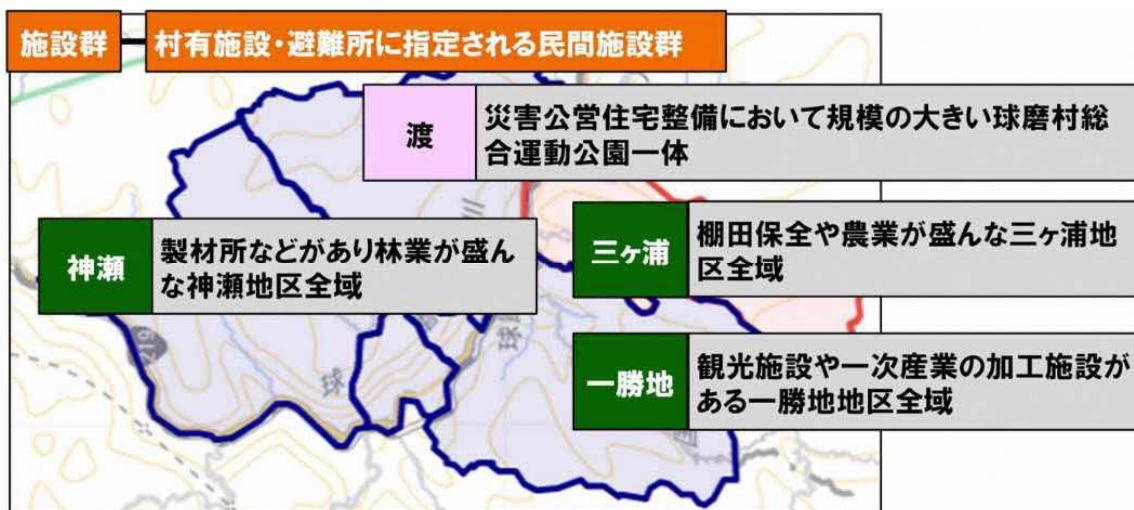 施設群
村有施設・避難所に指定される民間施設群
渡
災害公営住宅整備において規模の大きい球磨村総
合運動公園一体
神瀬
製材所などがあり林業が盛ん
な神瀬地区全域
三ヶ浦
棚田保全や農業が盛んな三ヶ浦地
区全域
一勝地
観光施設や一次産業の加工施設が
ある一勝地地区全域
219
球
球
川